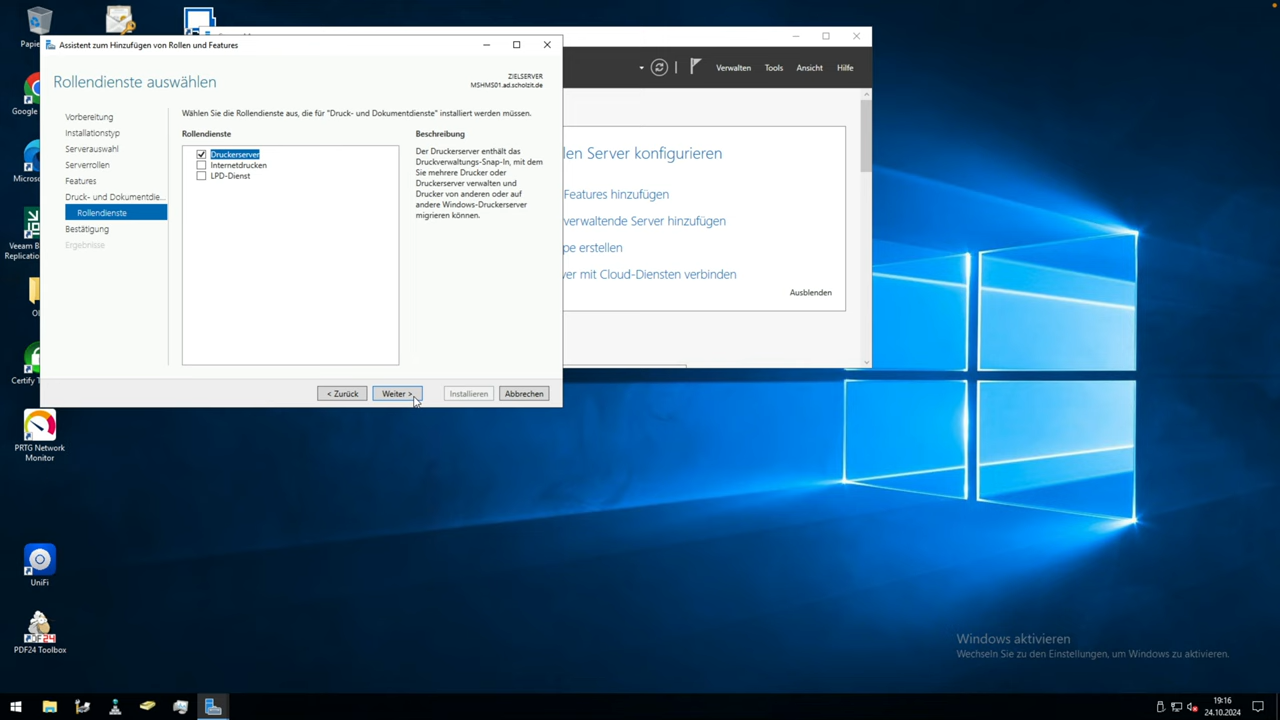 Papie
Assistent zum Hinzufügen von Rollen und Features
Rollendienste auswählen
ZIELSERVER
MSHMS01.ad.scholzit.de
Vorbereitung
Installationstyp
Serverauswahl
Serverrollen
Features
Druck- und Dokumentdie...
Rollendienste
Bestätigung
Ergebnisse
Wählen Sie die Rollendienste aus, die für "Druck- und Dokumentdienste" installiert werden müssen.
Rollendienste
Druckerserver
Internetdrucken
LPD-Dienst
Beschreibung
Der Druckerserver enthält das
Druckverwaltungs-Snap-In, mit dem
Sie mehrere Drucker oder
Druckerserver verwalten und
Drucker von anderen oder auf
andere Windows-Druckerserver
migrieren können.
< Zurück
Weiter >
Installieren
Abbrechen
Verwalten
Tools
Ansicht
Hilfe
len Server konfigurieren
Features hinzufügen
verwaltende Server hinzufügen
pe erstellen
ver mit Cloud-Diensten verbinden
Ausblenden
Google
Microso
Veeam B
Replication
Certify T
PRTG Network
Monitor
UniFi
PDF24 Toolbox
Windows aktivieren
Wechseln Sie zu den Einstellungen, um Windows zu aktivieren.
19:16
24.10.2024